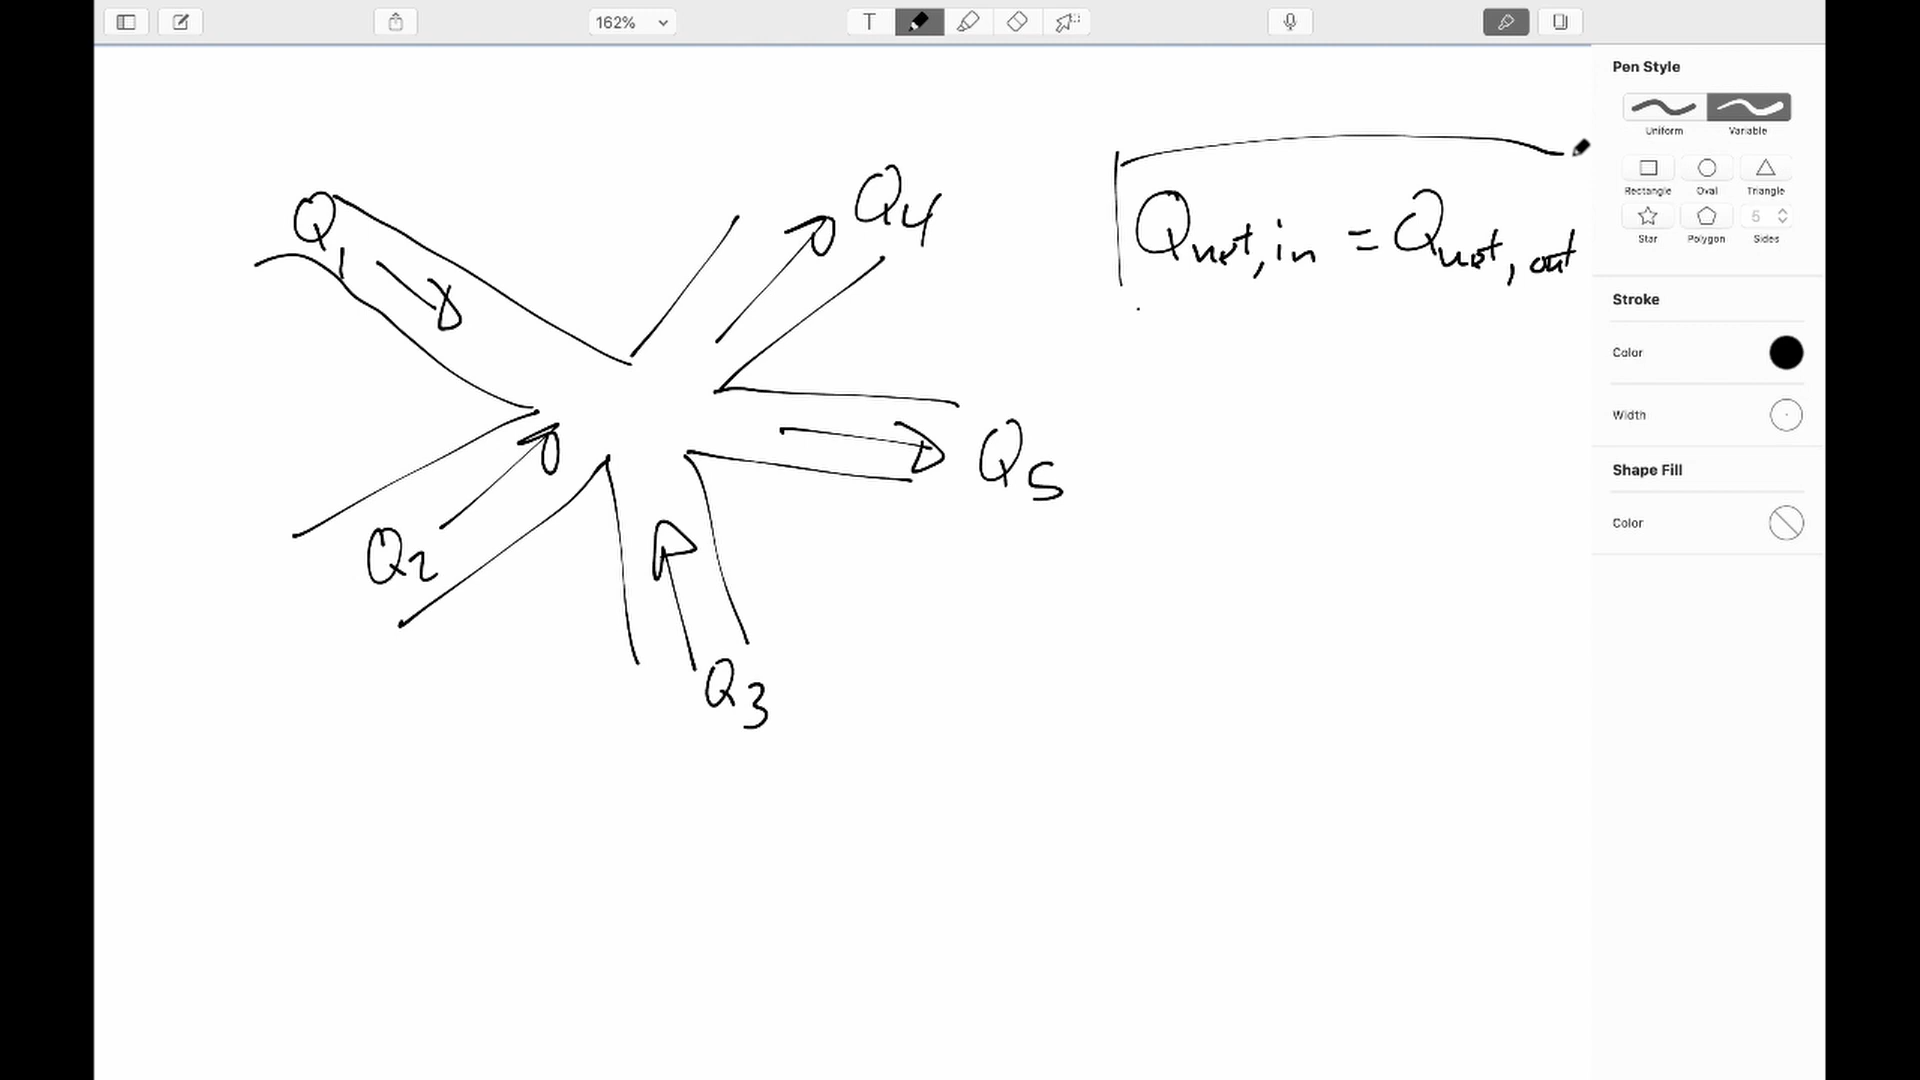 162%
T
Pen Style
Uniform Variable
Rectangle Oval Triangle
5
Star Polygon Sides
Stroke
Color
Width
Shape Fill
Color
Q1
Q4
Qnet,in = Qnet,out
Q5
Q2
Q3